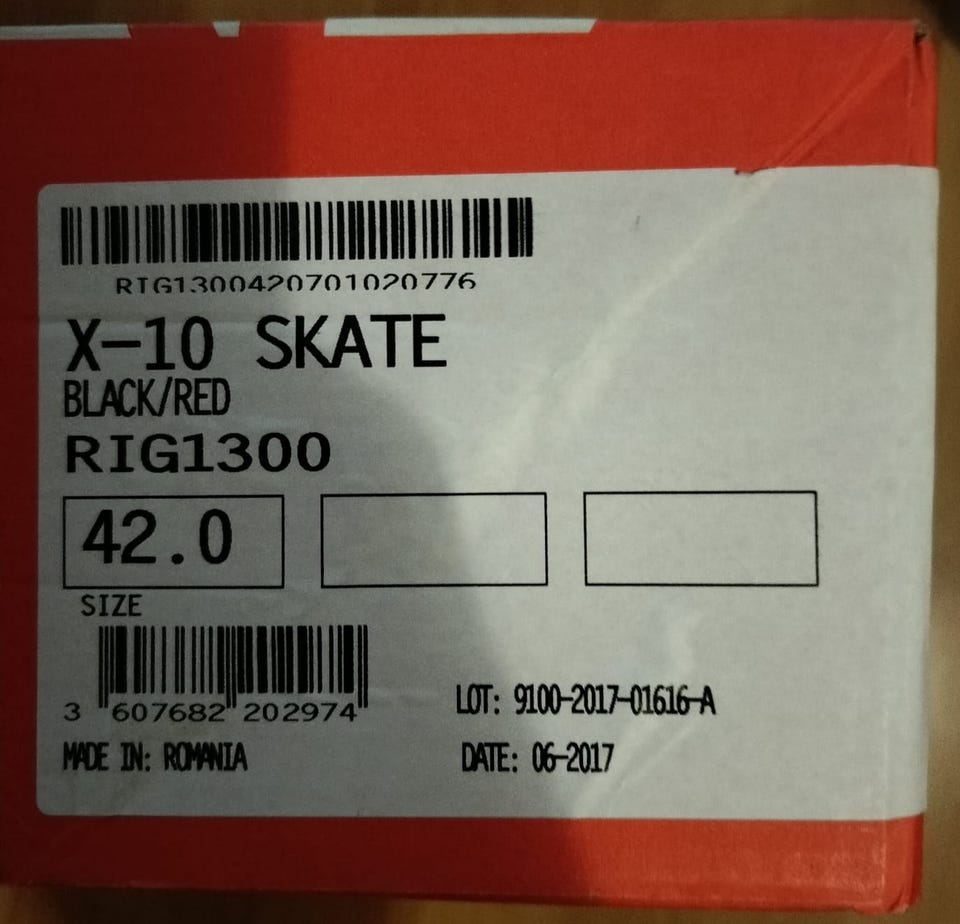 RIG1300420701020776
X-10 SKATE
BLACK/RED
RIG1300
42.0
SIZE
3 607682 202974
LOT: 9100-2017-01616-A
MADE IN: ROMANIA
DATE: 06-2017